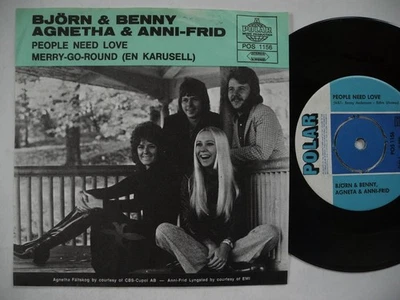 BJÖRN & BENNY
AGNETHA & ANNI-FRID
POS 1156
PEOPLE NEED LOVE
MERRY-GO-ROUND (EN KARUSELL)
Agnetha Fältskog by courtesy of CBS-Cupol AB — Anni-Frid Lyngstad by courtesy of EMI
POLAR
PEOPLE NEED LOVE
BJÖRN & BENNY,
AGNETA & ANNI-FRID